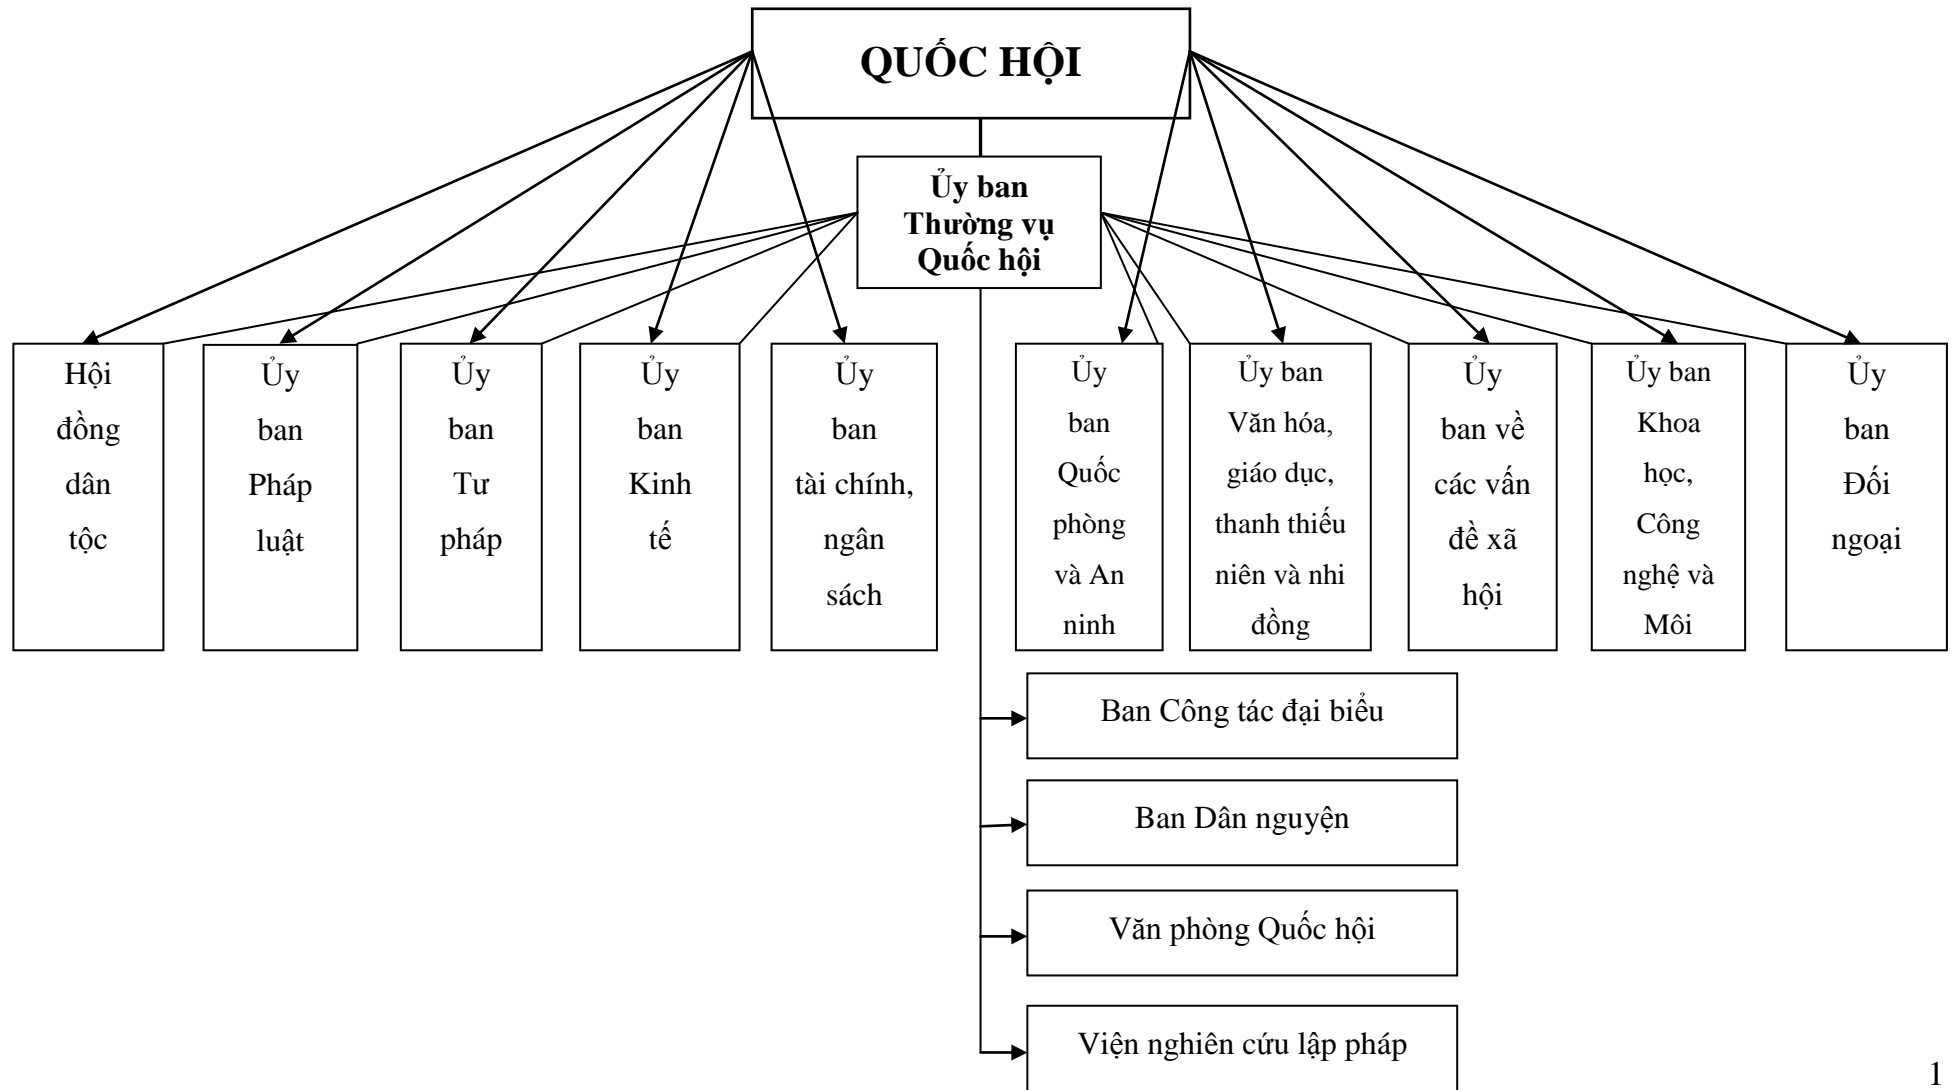 QUỐC HỘI
Ủy ban
Thường vụ
Quốc hội
Hội
đồng
dân
tộc
Ủy
ban
Pháp
luật
Ủy
ban
Tư
pháp
Ủy
ban
Kinh
tế
Ủy
ban
tài chính,
ngân
sách
Ủy
ban
Quốc
phòng
và An
ninh
Ủy ban
Văn hóa,
giáo dục,
thanh thiếu
niên và nhi
đồng
Ủy
ban về
các vấn
đề xã
hội
Ủy ban
Khoa
học,
Công
nghệ và
Môi
Ủy
ban
Đối
ngoại
Ban Công tác đại biểu
Ban Dân nguyện
Văn phòng Quốc hội
Viện nghiên cứu lập pháp
1